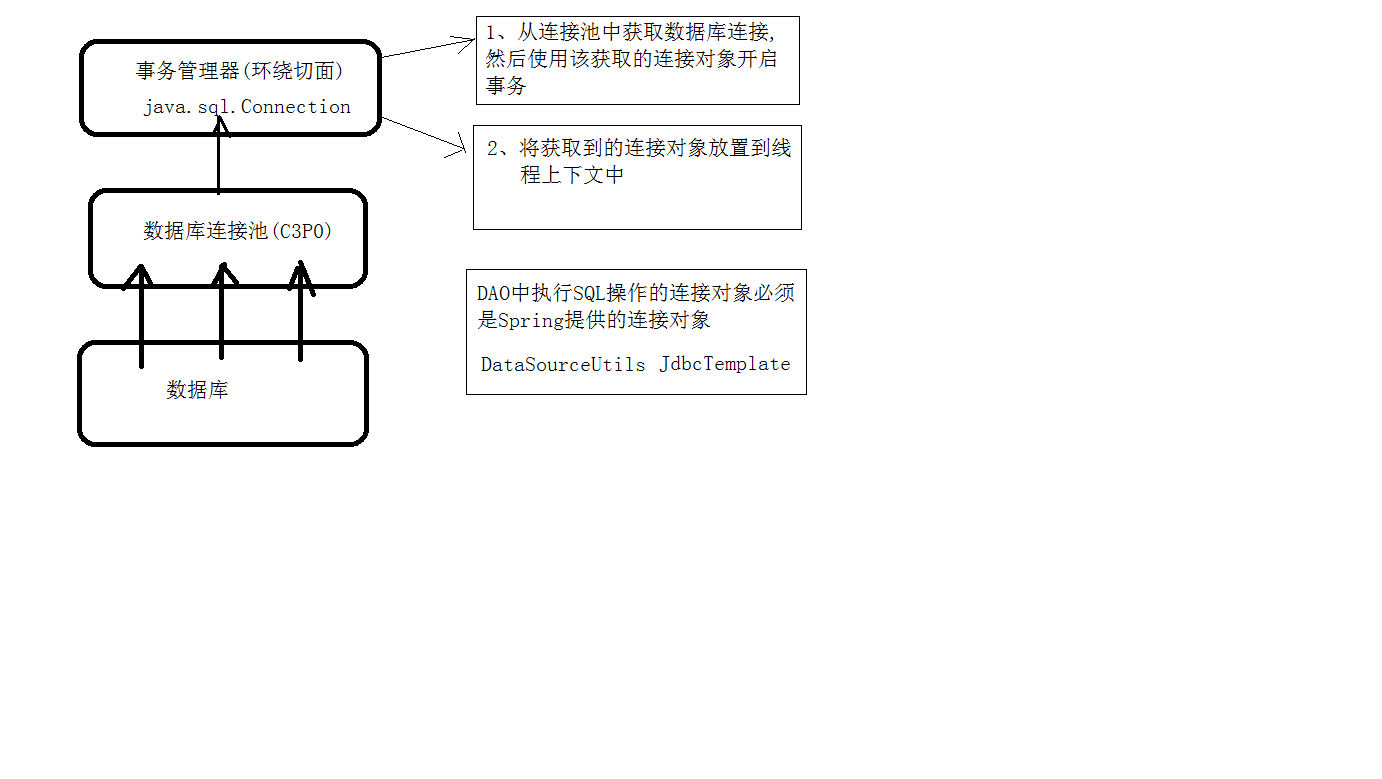 事务管理器(环绕切面)
java.sql.Connection
1、从连接池中获取数据库连接,
然后使用该获取的连接对象开启
事务
2、将获取到的连接对象放置到线
程上下文中
数据库连接池(C3P0)
DAO中执行SQL操作的连接对象必须
是Spring提供的连接对象
DataSourceUtils JdbcTemplate
数据库